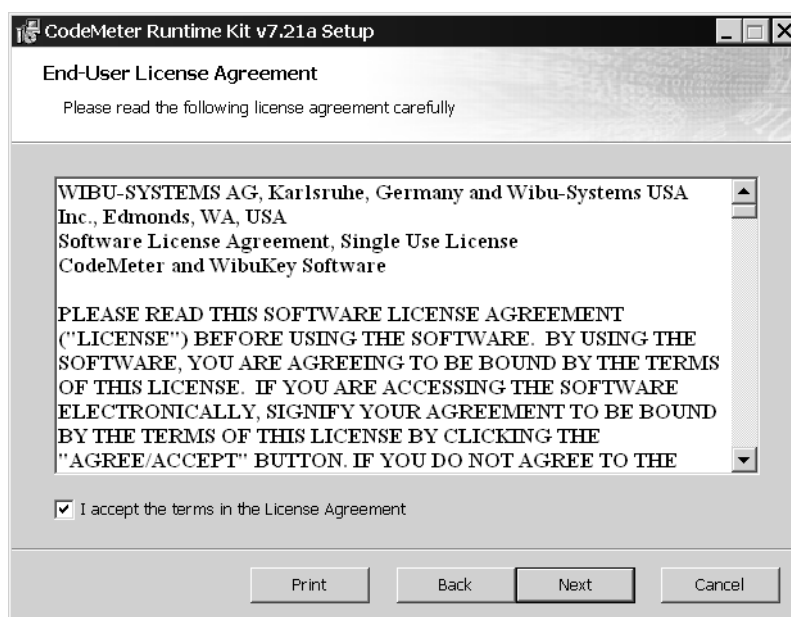 CodeMeter Runtime Kit v7.21a Setup
End-User License Agreement
Please read the following license agreement carefully
WIBU-SYSTEMS AG, Karlsruhe, Germany and Wibu-Systems USA
Inc., Edmonds, WA, USA
Software License Agreement, Single Use License
CodeMeter and WibuKey Software
PLEASE READ THIS SOFTWARE LICENSE AGREEMENT
("LICENSE") BEFORE USING THE SOFTWARE.  BY USING THE
SOFTWARE, YOU ARE AGREEING TO BE BOUND BY THE TERMS
OF THIS LICENSE.  IF YOU ARE ACCESSING THE SOFTWARE
ELECTRONICALLY, SIGNIFY YOUR AGREEMENT TO BE BOUND
BY THE TERMS OF THIS LICENSE BY CLICKING THE
"AGREE/ACCEPT" BUTTON. IF YOU DO NOT AGREE TO THE
I accept the terms in the License Agreement
Print Back Next Cancel